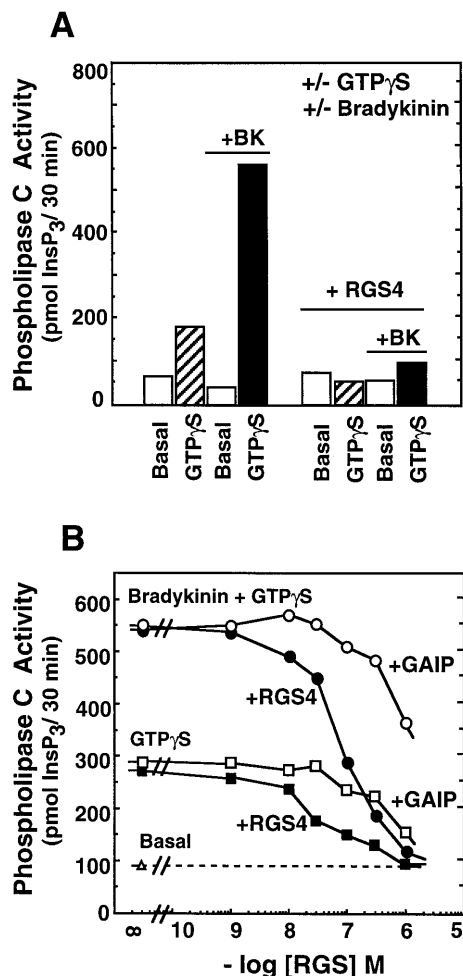 A
Phospholipase C Activity
(pmol InsP3/ 30 min)
800
600
400
200
0
+/- GTPγS
+/- Bradykinin
+BK
+ RGS4
+BK
Basal
GTPγS
Basal
GTPγS
Basal
GTPγS
Basal
GTPγS
B
Phospholipase C Activity
(pmol InsP3/ 30 min)
600
500
400
300
200
100
0
Bradykinin + GTPγS
+GAIP
+RGS4
GTPγS
+GAIP
+RGS4
Basal
∞ 10 9 8 7 6 5
- log [RGS] M